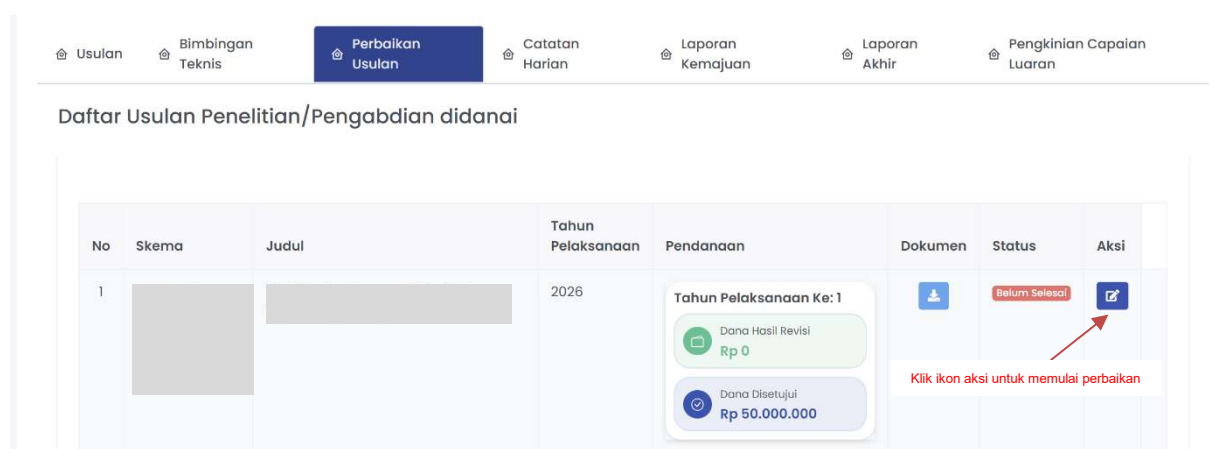 Usulan
Bimbingan
Teknis
Perbaikan
Usulan
Catatan
Harian
Laporan
Kemajuan
Laporan
Akhir
Pengkinian Capaian
Luaran
Daftar Usulan Penelitian/Pengabdian didanai
No
Skema
Judul
Tahun
Pelaksanaan
Pendanaan
Dokumen
Status
Aksi
1
2026
Tahun Pelaksanaan Ke: 1
Dana Hasil Revisi
Rp 0
Dana Disetujui
Rp 50.000.000
Belum Selesai
Klik ikon aksi untuk memulai perbaikan